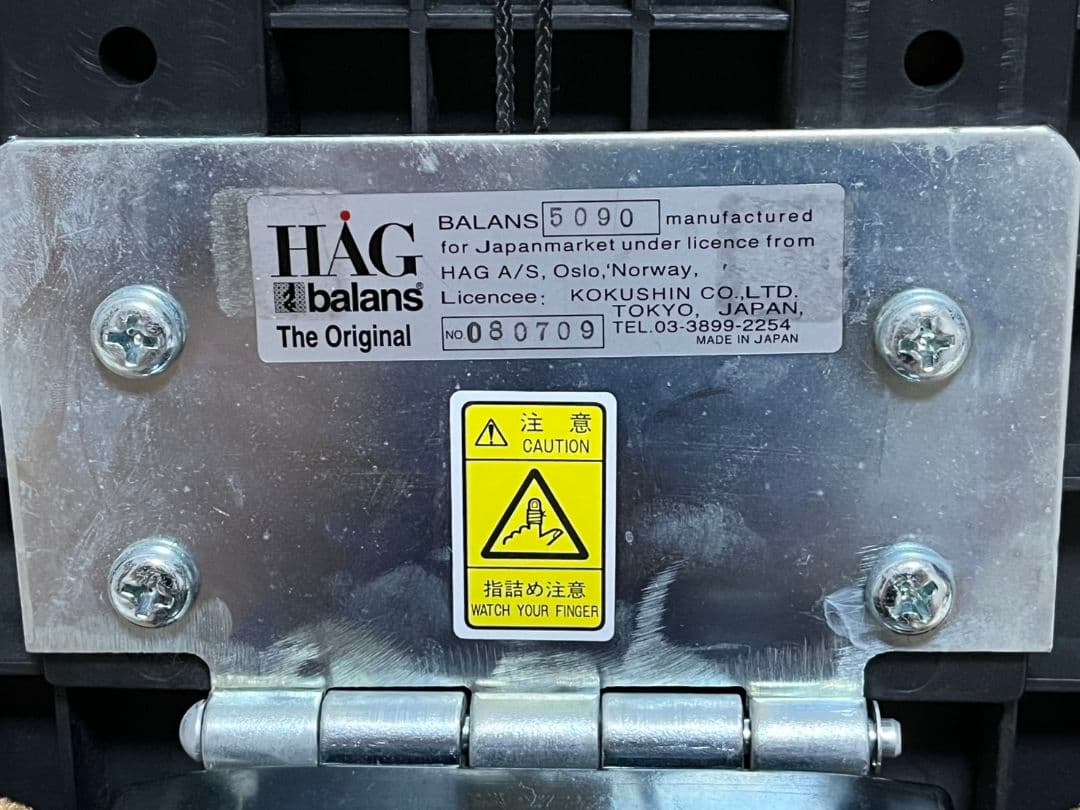 HÅG
balans®
The Original
BALANS 5090 manufactured
for Japanmarket under licence from
HAG A/S, Oslo,'Norway,
Licencee: KOKUSHIN CO.,LTD.
TOKYO, JAPAN,
NO. 080709 TEL.03-3899-2254
MADE IN JAPAN
注 意
CAUTION
指詰め注意
WATCH YOUR FINGER